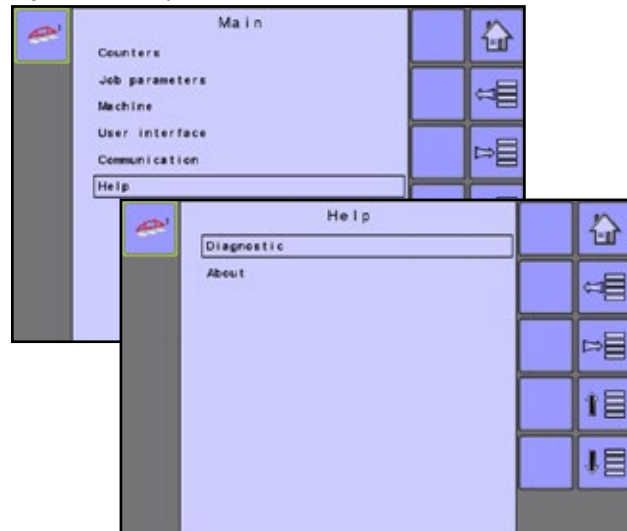 Main
Counters
Job parameters
Machine
User interface
Communication
Help
Help
Diagnostic
About